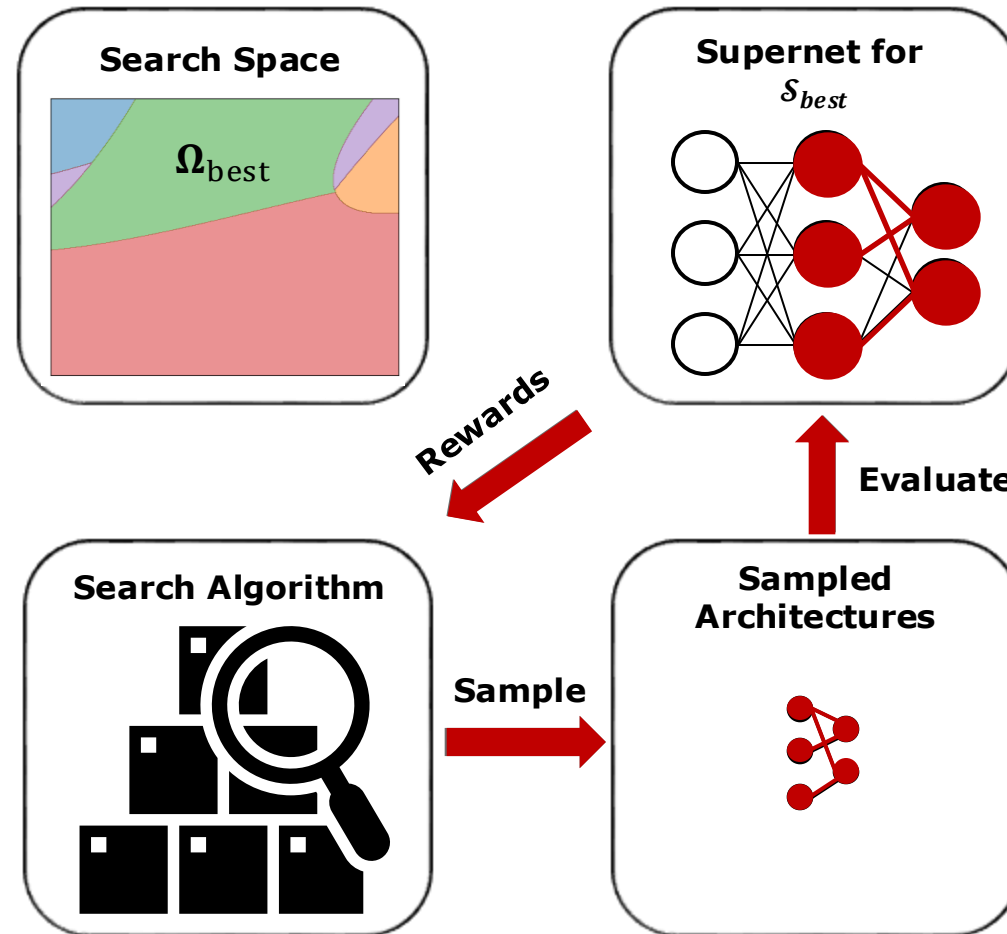 Search Space
Ω_best
Supernet for
𝒮_best
Rewards
Evaluate
Search Algorithm
Sample
Sampled
Architectures